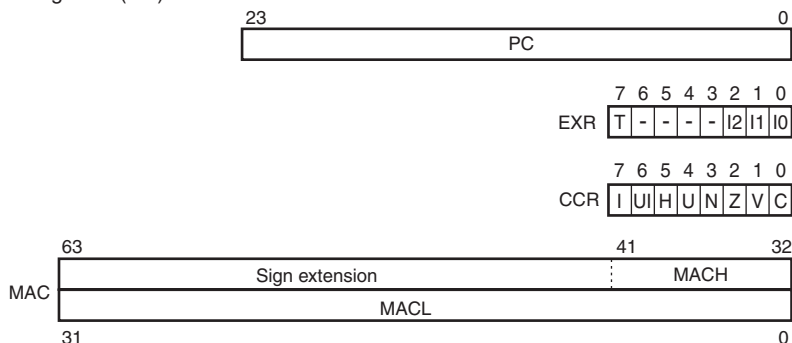 23 0
PC
7 6 5 4 3 2 1 0
EXR T - - - - I2 I1 I0
7 6 5 4 3 2 1 0
CCR I UI H U N Z V C
63 41 32
MAC
Sign extension MACH
MACL
31 0